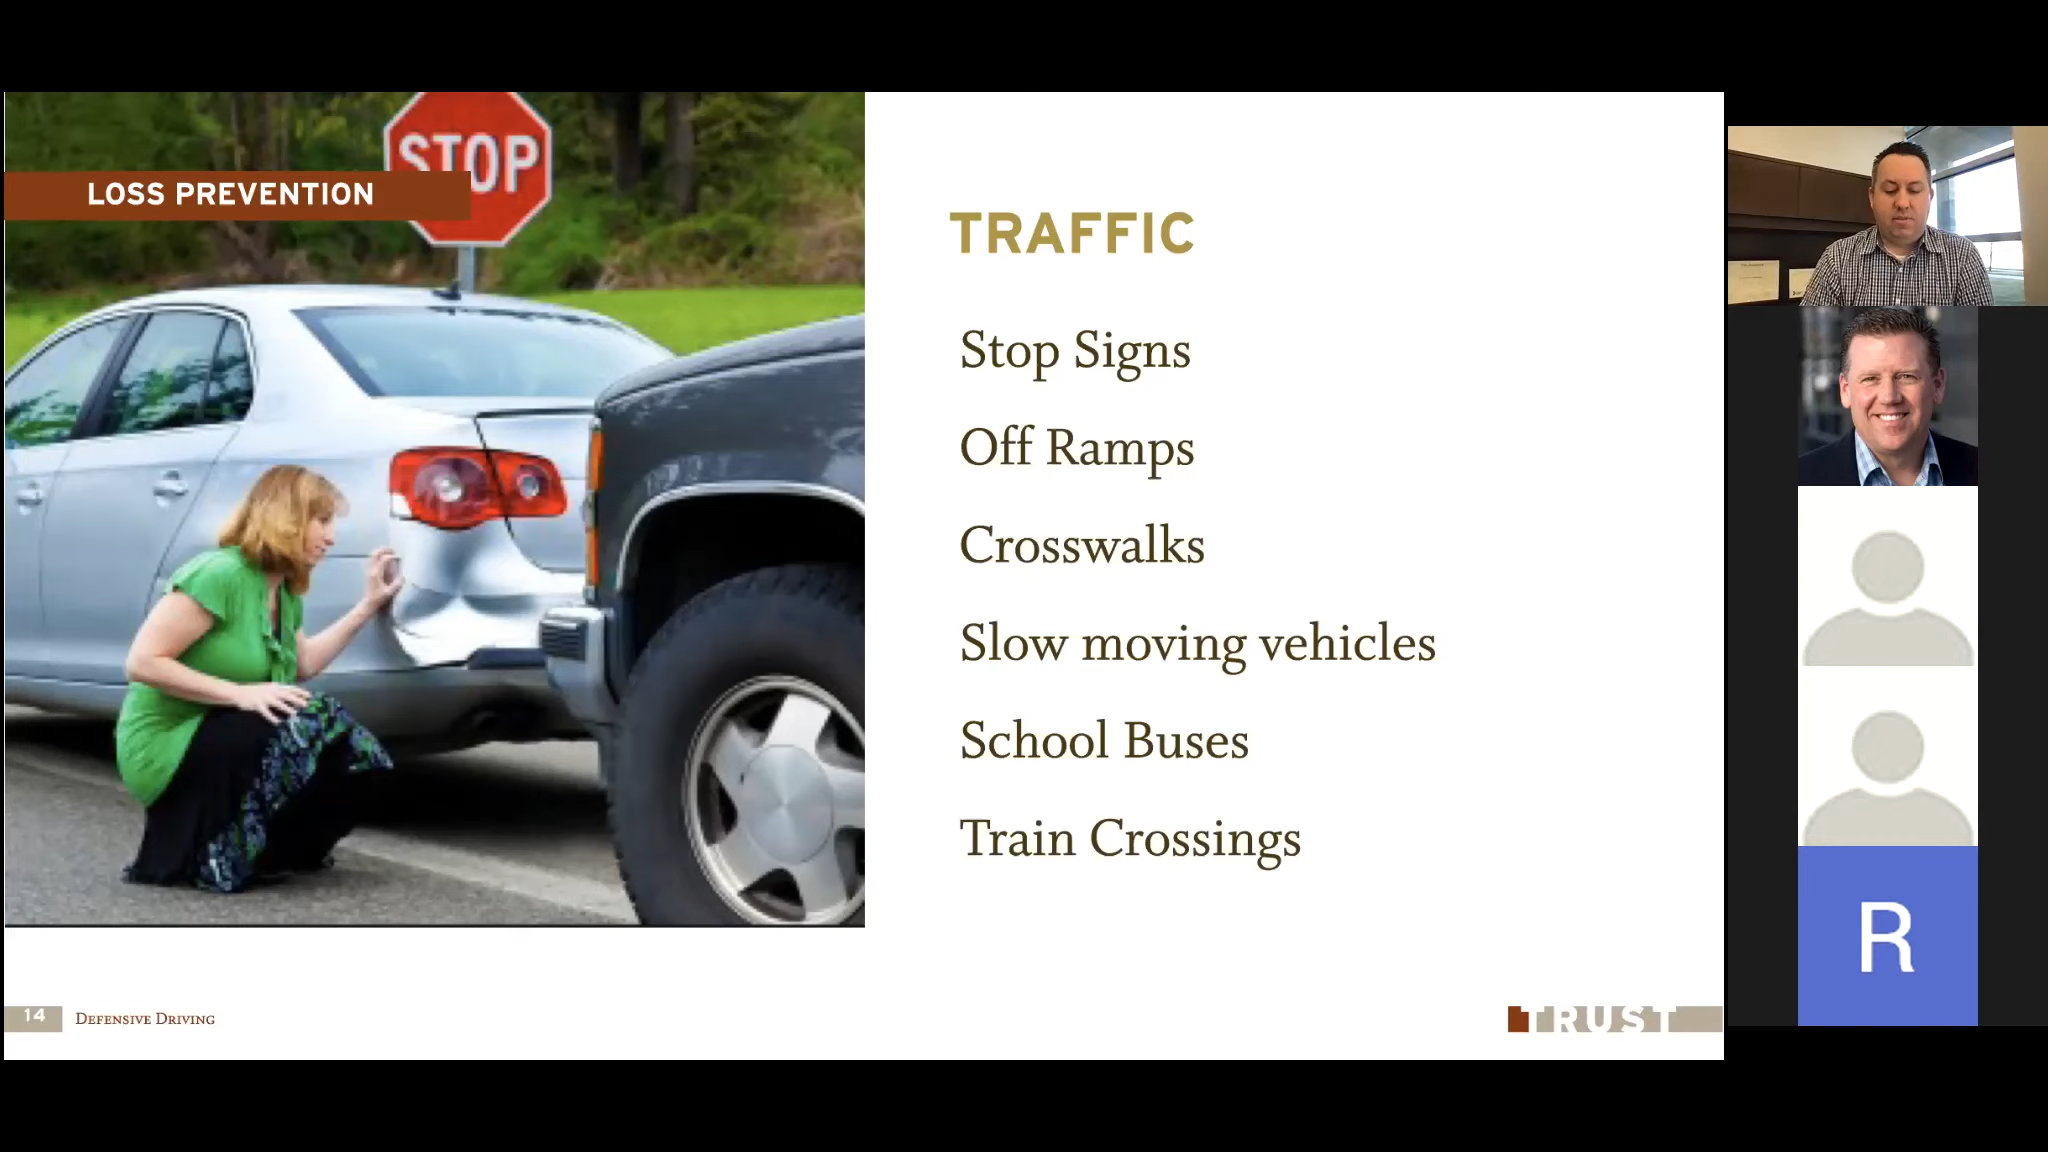 STOP
LOSS PREVENTION
TRAFFIC
Stop Signs
Off Ramps
Crosswalks
Slow moving vehicles
School Buses
Train Crossings
14 DEFENSIVE DRIVING
TRUST
R